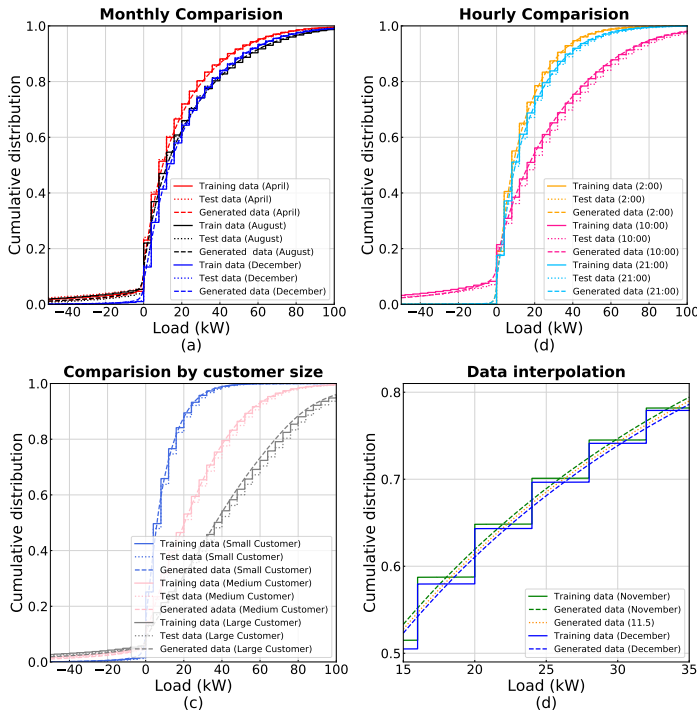 Monthly Comparision
Cumulative distribution
1.0
0.8
0.6
0.4
0.2
0.0
Training data (April)
Test data (April)
Generated data (April)
Train data (August)
Test data (August)
Generated  data (August)
Train data (December)
Test data (December)
Generated data (December)
−40 −20 0 20 40 60 80 100
Load (kW)
(a)
Hourly Comparision
Cumulative distribution
1.0
0.8
0.6
0.4
0.2
0.0
Training data (2:00)
Test data (2:00)
Generated data (2:00)
Training data (10:00)
Test data (10:00)
Generated data (10:00)
Training data (21:00)
Test data (21:00)
Generated data (21:00)
−40 −20 0 20 40 60 80 100
Load (kW)
(d)
Comparision by customer size
Cumulative distribution
1.0
0.8
0.6
0.4
0.2
0.0
Training data (Small Customer)
Test data (Small Customer)
Generated data (Small Customer)
Training data (Medium Customer)
Test data (Medium Customer)
Generated adata (Medium Customer)
Training data (Large Customer)
Test data (Large Customer)
Generated data (Large Customer)
−40 −20 0 20 40 60 80 100
Load (kW)
(c)
Data interpolation
Cumulative distribution
0.8
0.7
0.6
0.5
Training data (November)
Generated data (November)
Generated data (11.5)
Training data (December)
Generated data (December)
15 20 25 30 35
Load (kW)
(d)